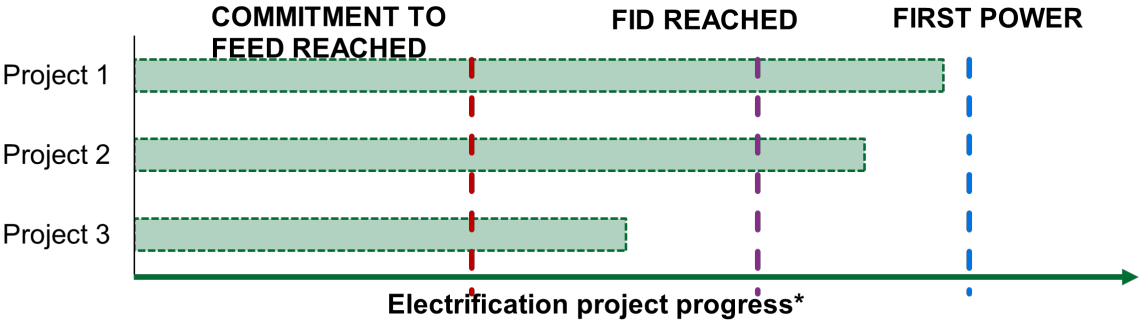 COMMITMENT TO
FEED REACHED
FID REACHED
FIRST POWER
Project 1
Project 2
Project 3
Electrification project progress*